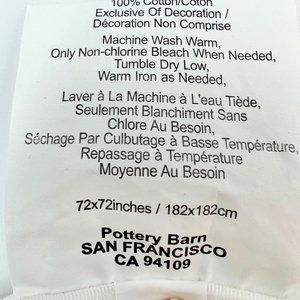 100% Cotton/Coton
Exclusive Of Decoration /
Décoration Non Comprise
Machine Wash Warm,
Only Non-chlorine Bleach When Needed,
Tumble Dry Low,
Warm Iron as Needed,
Laver à La Machine à L'eau Tiède,
Seulement Blanchiment Sans
Chlore Au Besoin,
Séchage Par Culbutage à Basse Température,
Repassage à Température
Moyenne Au Besoin
72x72inches / 182x182cm
Pottery Barn
SAN FRANCISCO
CA 94109